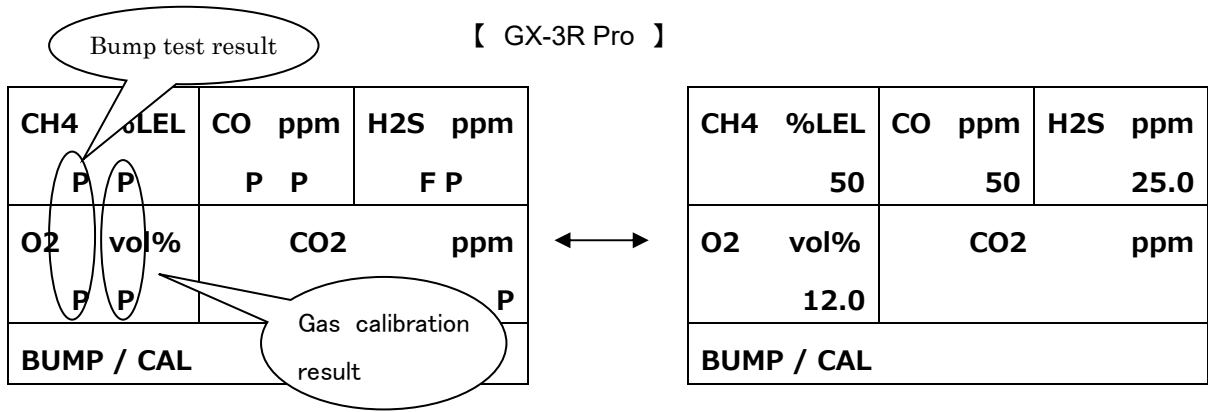 【 GX-3R Pro 】
Bump test result
CH4 %LEL CO ppm H2S ppm
P P P P F P
O2 vol% CO2 ppm
P P P
Gas calibration
result
BUMP / CAL
CH4 %LEL CO ppm H2S ppm
50 50 25.0
O2 vol% CO2 ppm
12.0
BUMP / CAL